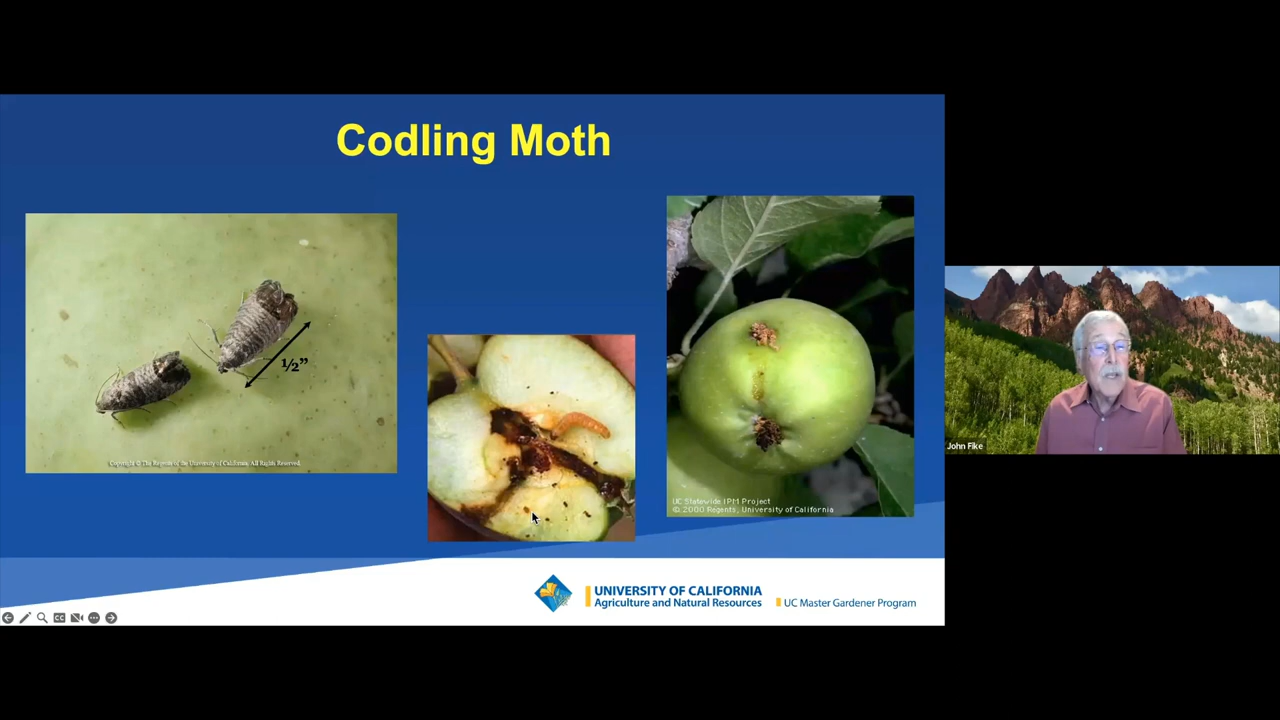 Codling Moth
½”
Copyright © The Regents of the University of California. All Rights Reserved.
UC Statewide IPM Project
© 2000 Regents, University of California
John Fike
UNIVERSITY OF CALIFORNIA
Agriculture and Natural Resources
UC Master Gardener Program
CC